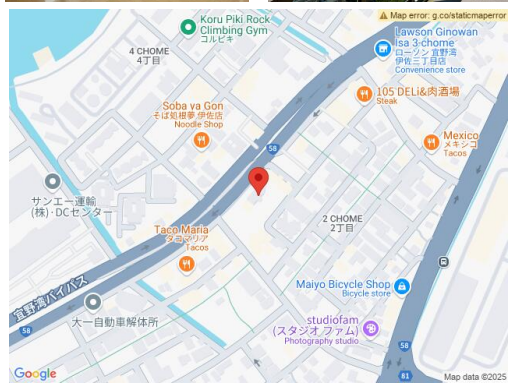 Map error: g.co/staticmaperror
Koru Piki Rock
Climbing Gym
コルピキ
Lawson Ginowan
Isa 3-chome
ローソン 宜野湾
伊佐三丁目店
Convenience store
4 CHOME
4丁目
105 DELi&肉酒場
Steak
Soba ya Gon
そば処根夢 伊佐店
Noodle Shop
Mexico
メキシコ
Tacos
58
サンエー運輸
(株)･DCセンター
2 CHOME
2丁目
Taco Maria
タコマリア
Tacos
宜野湾バイパス
Maiyo Bicycle Shop
Bicycle store
大一自動車解体所
studiofam
(スタジオ ファム)
Photography studio
58
58
81
Google
Map data ©2025